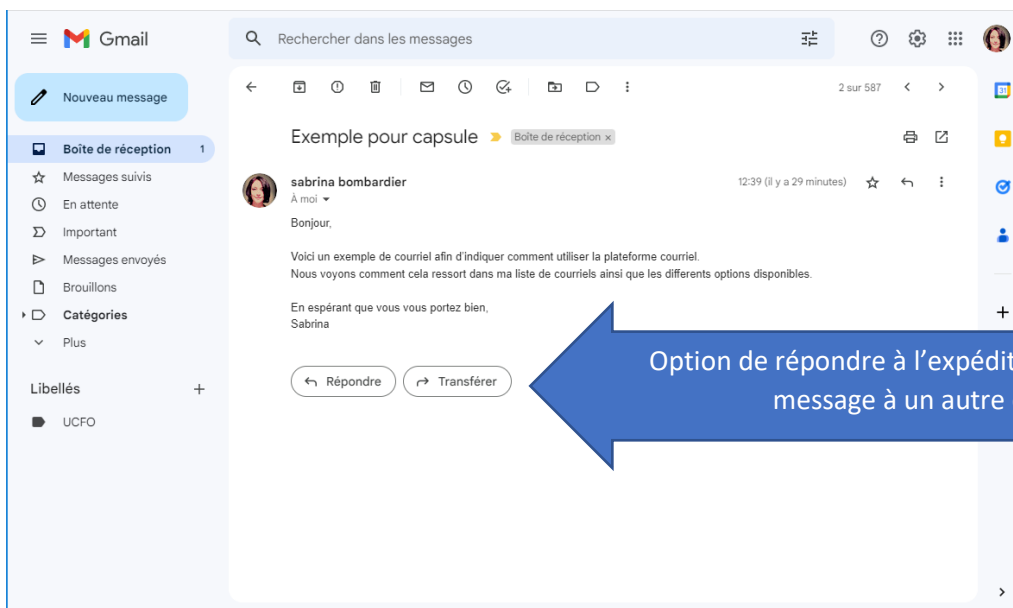 Gmail
Rechercher dans les messages
Nouveau message
2 sur 587
Exemple pour capsule
Boîte de réception ×
Boîte de réception 1
Messages suivis
En attente
Important
Messages envoyés
Brouillons
Catégories
Plus
Libellés +
UCFO
sabrina bombardier
12:39 (il y a 29 minutes)
À moi
Bonjour,
Voici un exemple de courriel afin d'indiquer comment utiliser la plateforme courriel.
Nous voyons comment cela ressort dans ma liste de courriels ainsi que les differents options disponibles.
En espérant que vous vous portez bien,
Sabrina
Répondre
Transférer
Option de répondre à l’expédit
message à un autre
31